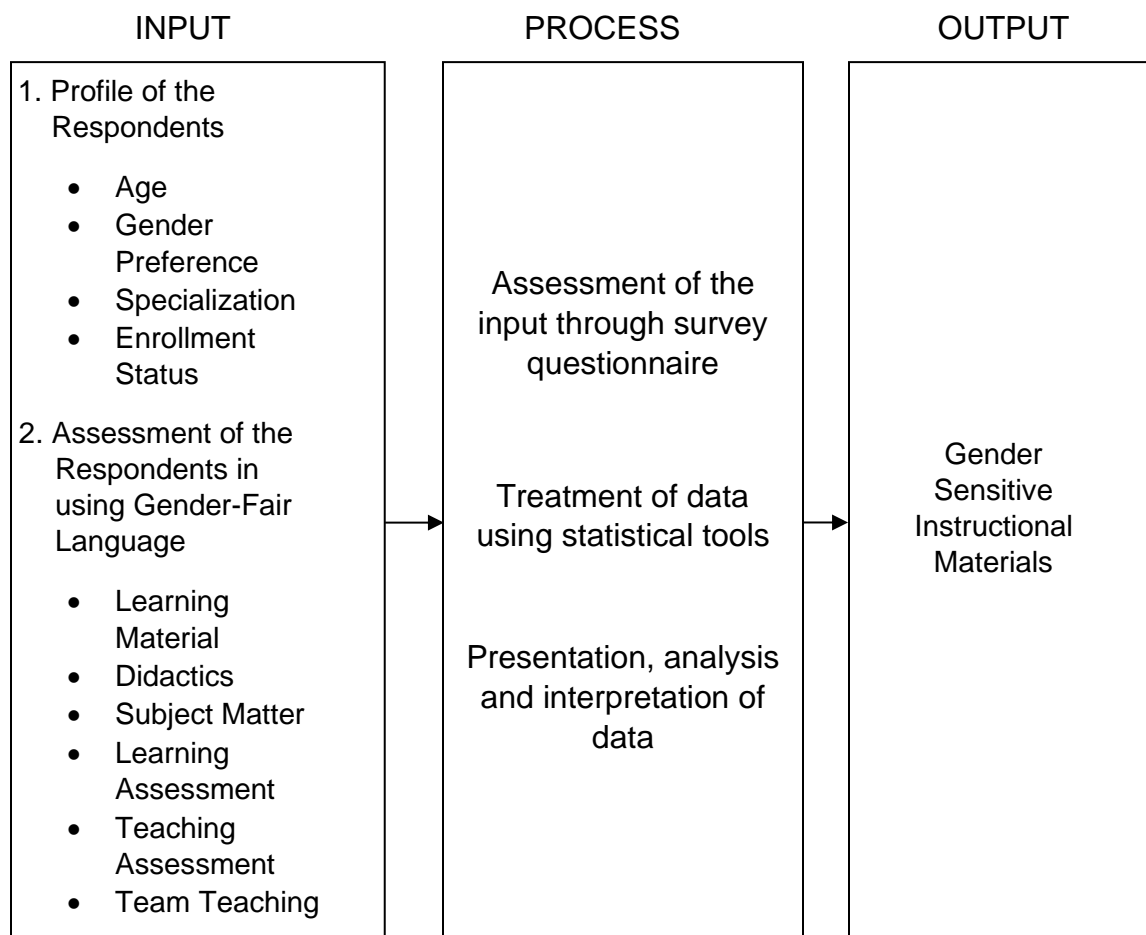 INPUT
1. Profile of the
Respondents
• Age
• Gender
Preference
• Specialization
• Enrollment
Status
2. Assessment of the
Respondents in
using Gender-Fair
Language
• Learning
Material
• Didactics
• Subject Matter
• Learning
Assessment
• Teaching
Assessment
• Team Teaching
PROCESS
Assessment of the
input through survey
questionnaire
Treatment of data
using statistical tools
Presentation, analysis
and interpretation of
data
OUTPUT
Gender
Sensitive
Instructional
Materials